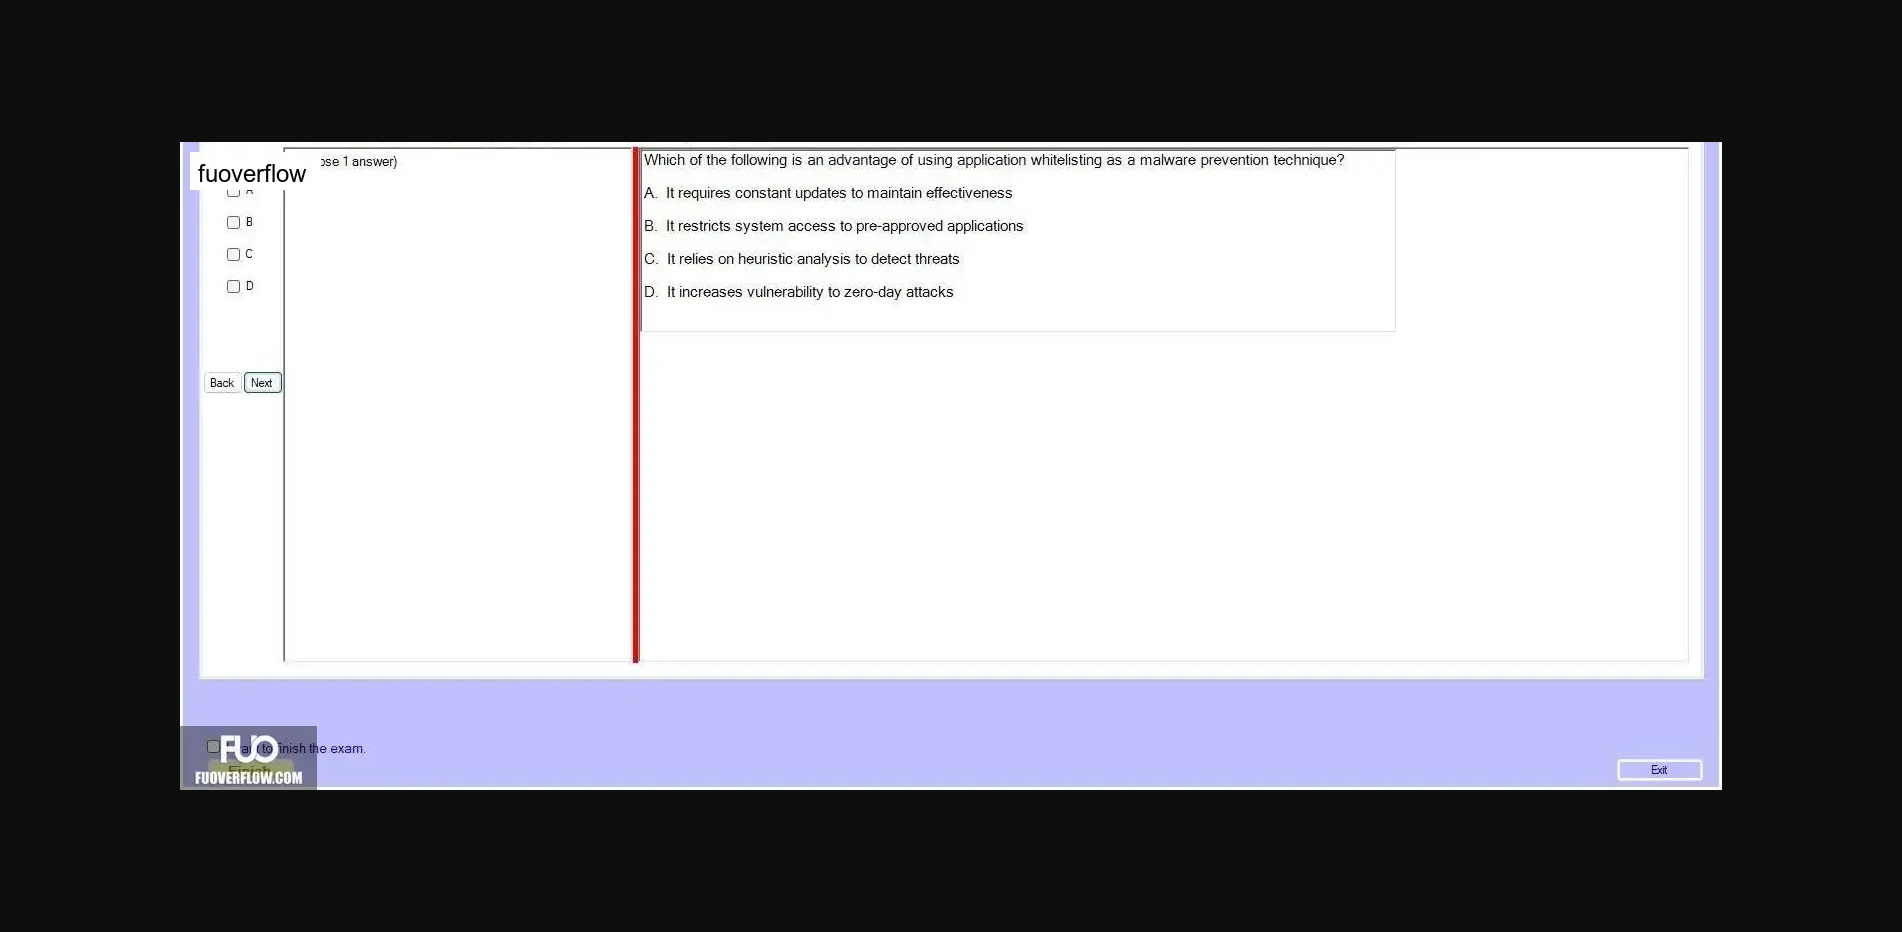 fuoverflow
ose 1 answer)
A
B
C
D
Back Next
Which of the following is an advantage of using application whitelisting as a malware prevention technique?
A. It requires constant updates to maintain effectiveness
B. It restricts system access to pre-approved applications
C. It relies on heuristic analysis to detect threats
D. It increases vulnerability to zero-day attacks
to finish the exam.
Finish
FUO
FUOVERFLOW.COM
Exit